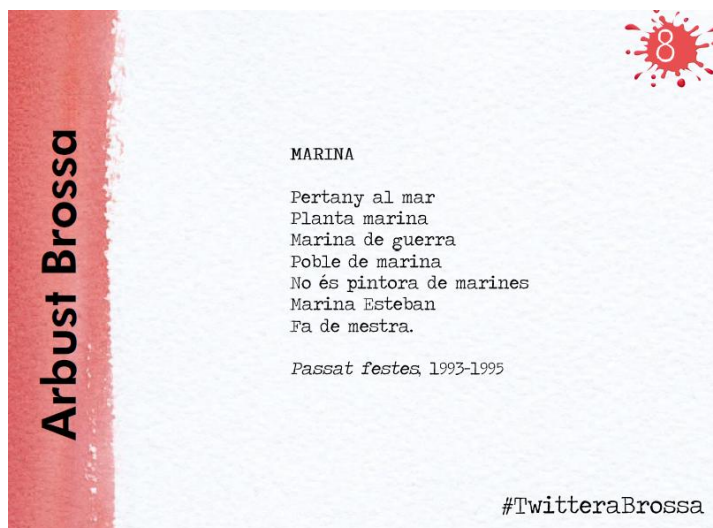 8
Arbust Brossa
MARINA
Pertany al mar
Planta marina
Marina de guerra
Poble de marina
No és pintora de marines
Marina Esteban
Fa de mestra.
Passat festes, 1993-1995
#TwitteraBrossa